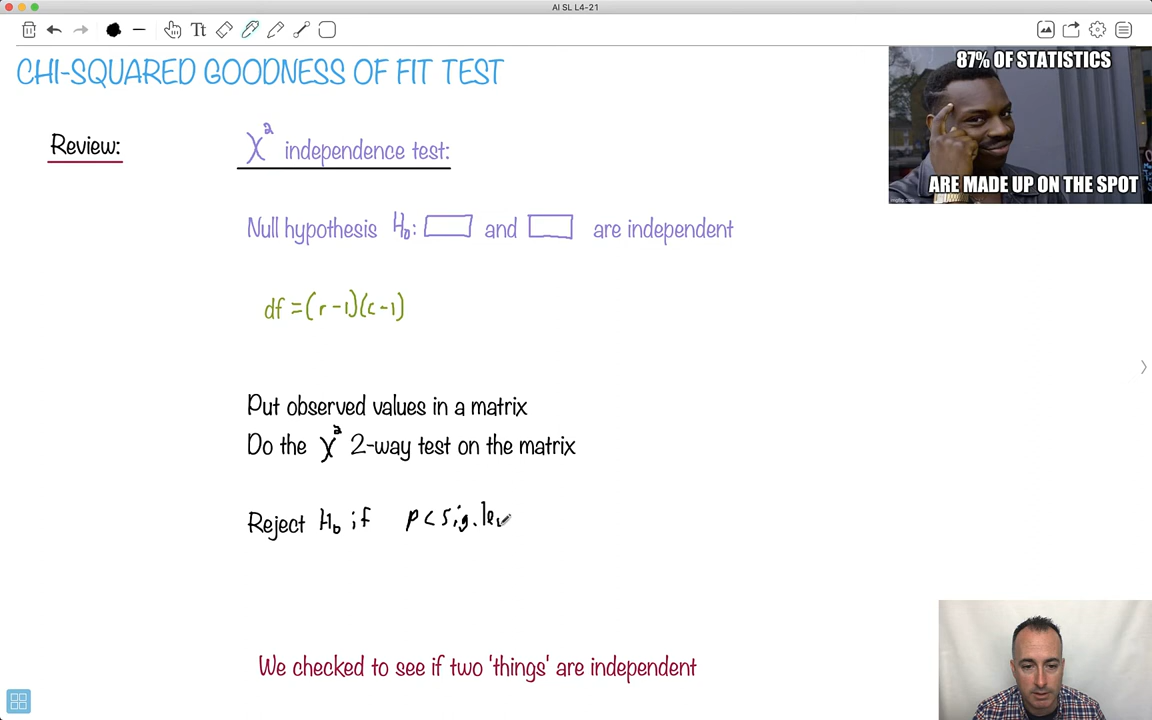 AI SL L4-21
Tt
CHI-SQUARED GOODNESS OF FIT TEST
87% OF STATISTICS
ARE MADE UP ON THE SPOT
Review:
χ² independence test:
Null hypothesis H₀: and are independent
df = (r-1)(c-1)
Put observed values in a matrix
Do the χ² 2-way test on the matrix
Reject H₀ if p < sig. lev
We checked to see if two 'things' are independent